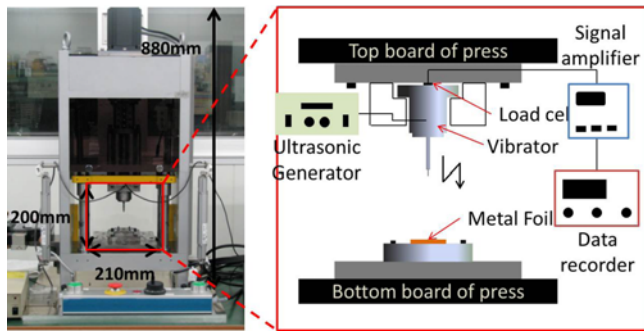 880mm
200mm
210mm
Top board of press
Signal
amplifier
Load cel
Ultrasonic
Generator
Vibrator
Metal Foil
Data
recorder
Bottom board of press